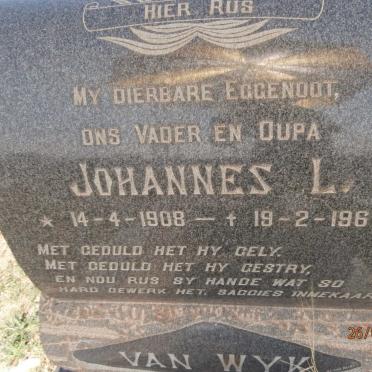 HIER RUS
MY DIERBARE EGGENOOT,
ONS VADER EN OUPA
JOHANNES L.
* 14-4-1908 — † 19-2-196
MET GEDULD HET HY GELY,
MET GEDULD HET HY GESTRY,
EN NOU RUS SY HANDE WAT SO
HARD GEWERK HET, SAGGIES INMEKAAR
VAN WYK